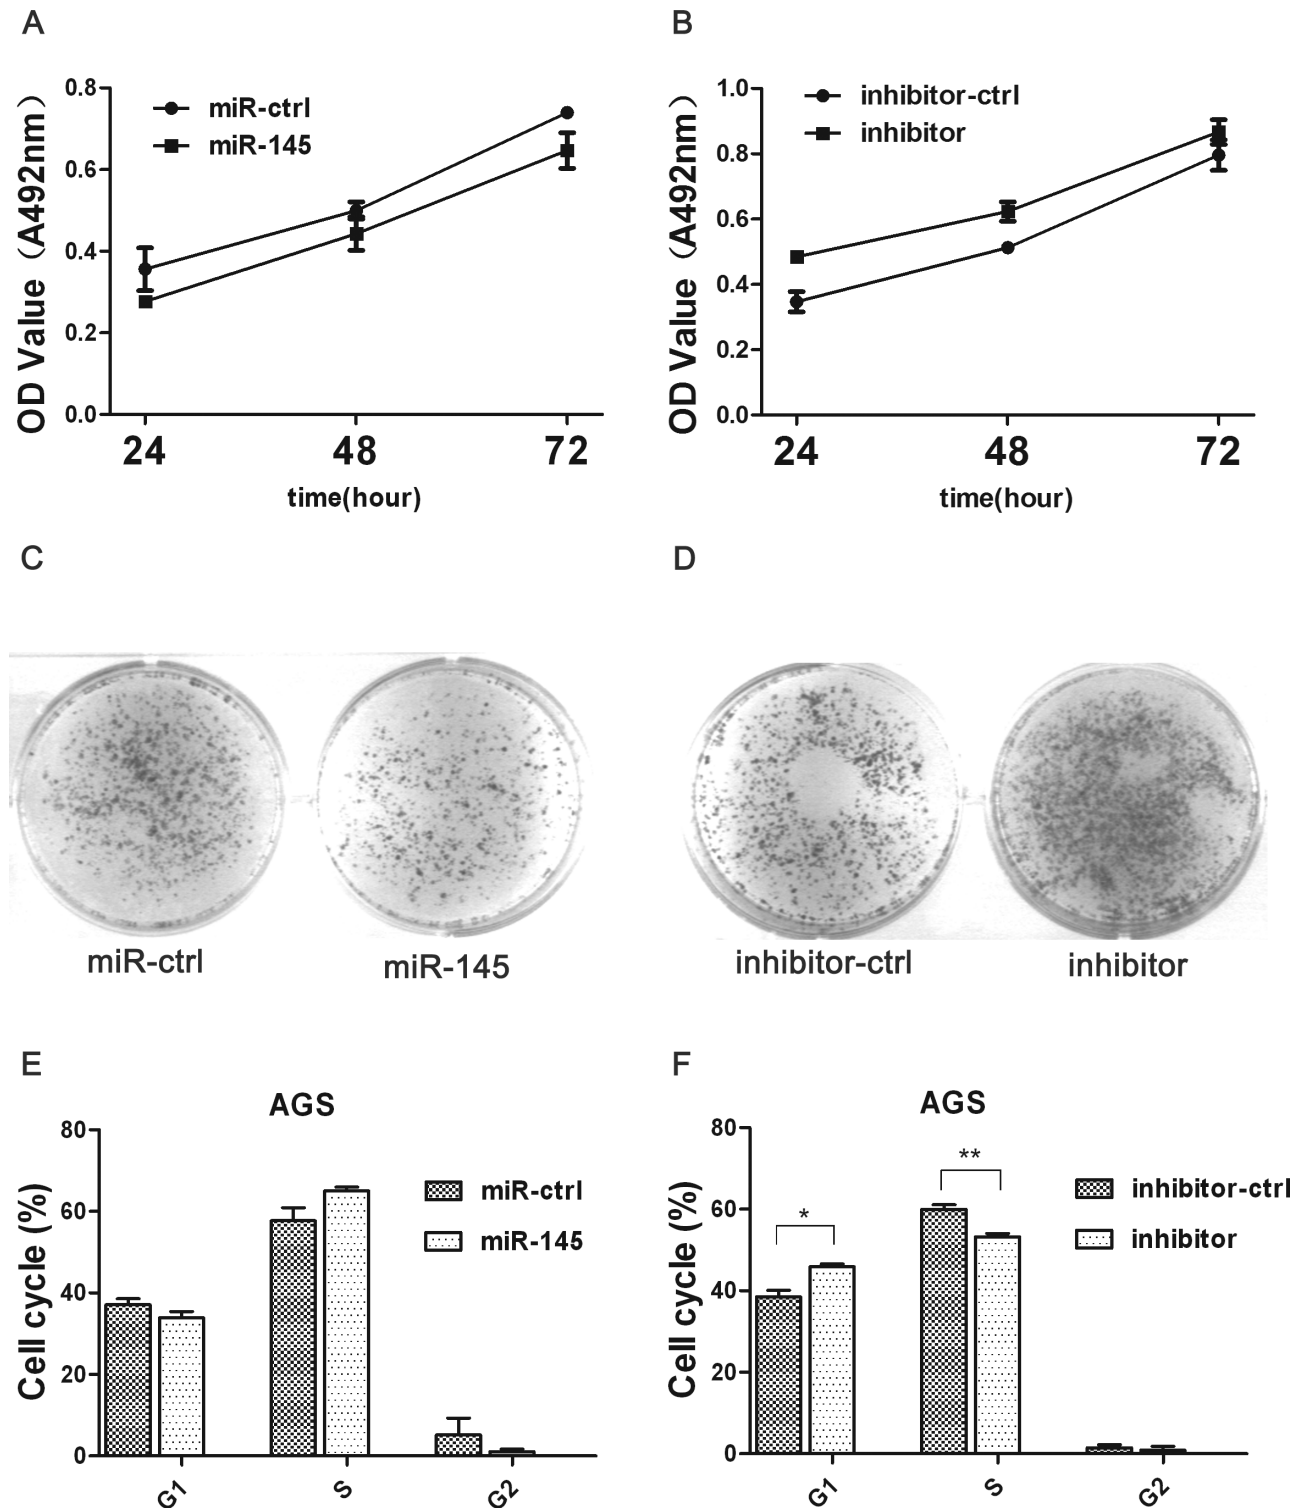 A
OD Value (A492nm)
0.8
0.6
0.4
0.2
0.0
miR-ctrl
miR-145
24 48 72
time(hour)
B
OD Value (A492nm)
1.0
0.8
0.6
0.4
0.2
0.0
inhibitor-ctrl
inhibitor
24 48 72
time(hour)
C
miR-ctrl
miR-145
D
inhibitor-ctrl
inhibitor
E
AGS
Cell cycle (%)
80
60
40
20
0
miR-ctrl
miR-145
G1 S G2
F
AGS
Cell cycle (%)
80
60
40
20
0
*
**
inhibitor-ctrl
inhibitor
G1 S G2